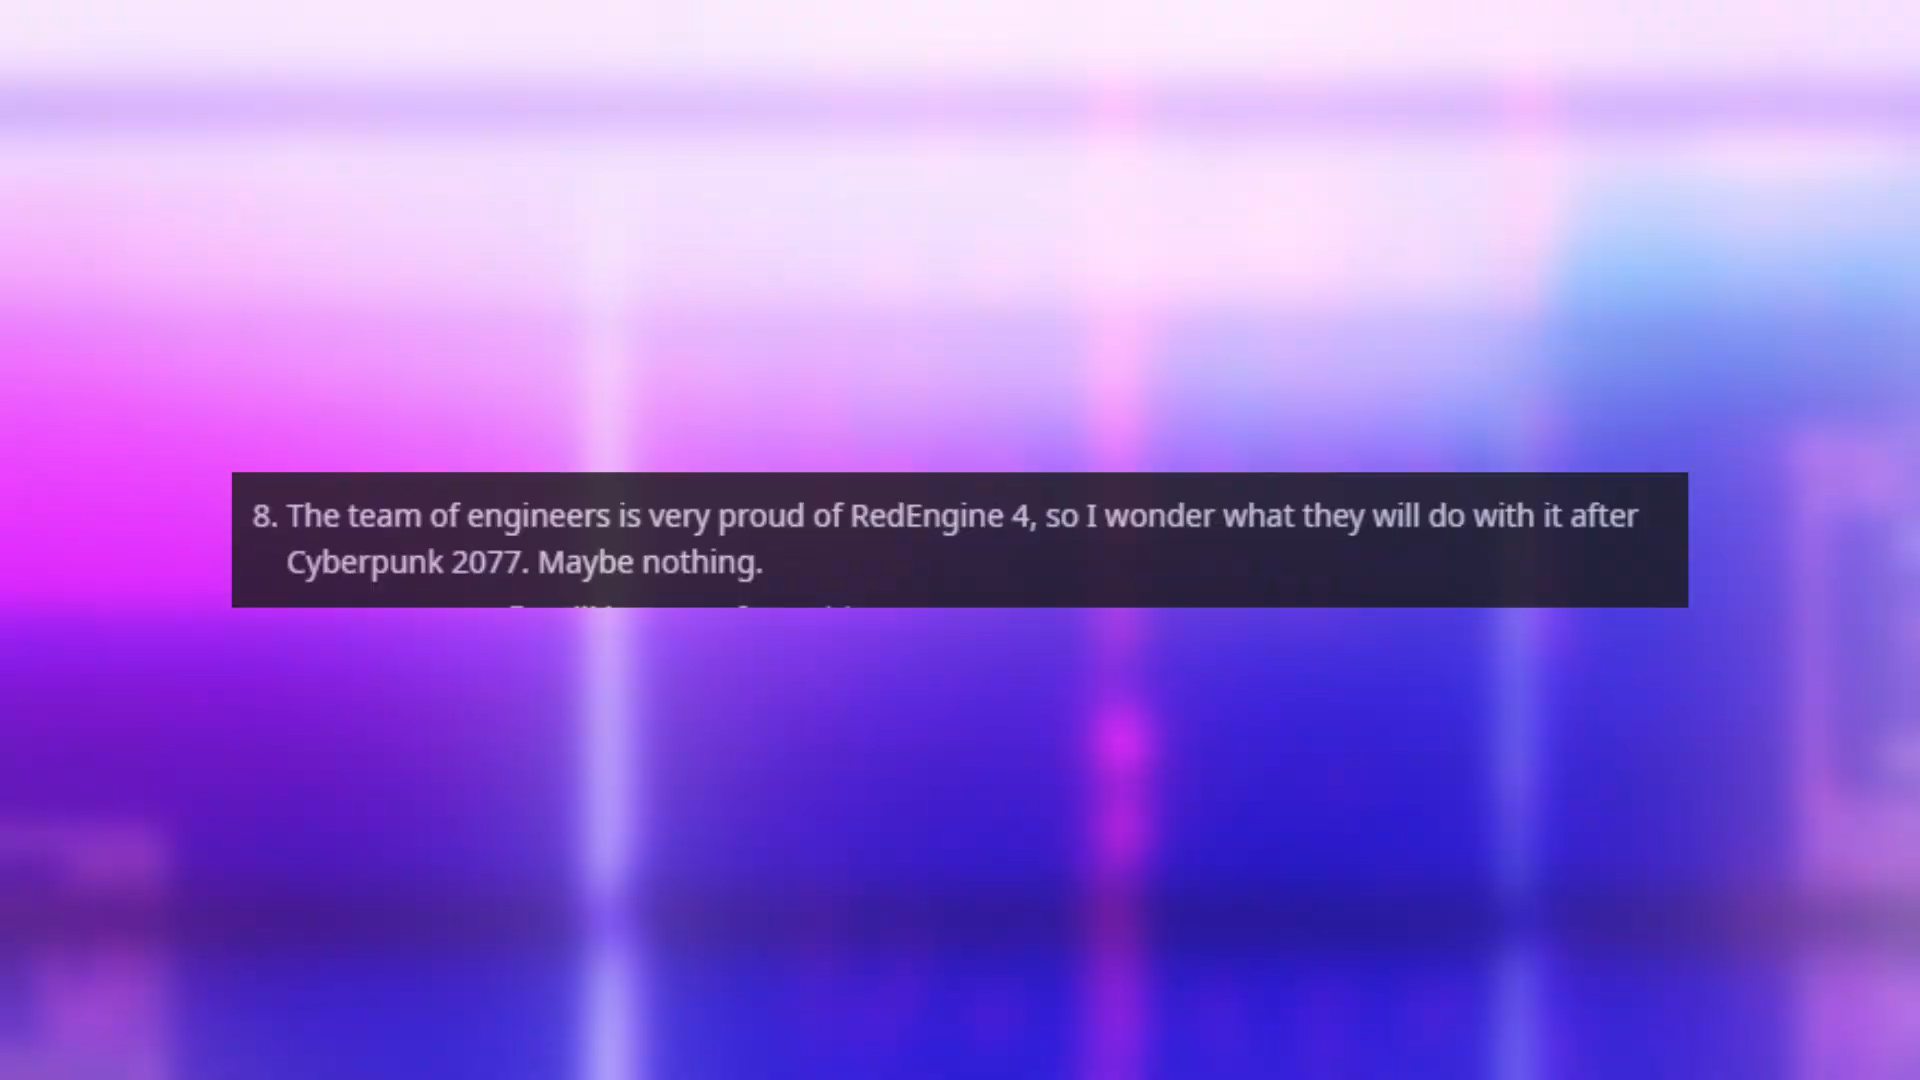 8. The team of engineers is very proud of RedEngine 4, so I wonder what they will do with it after
Cyberpunk 2077. Maybe nothing.